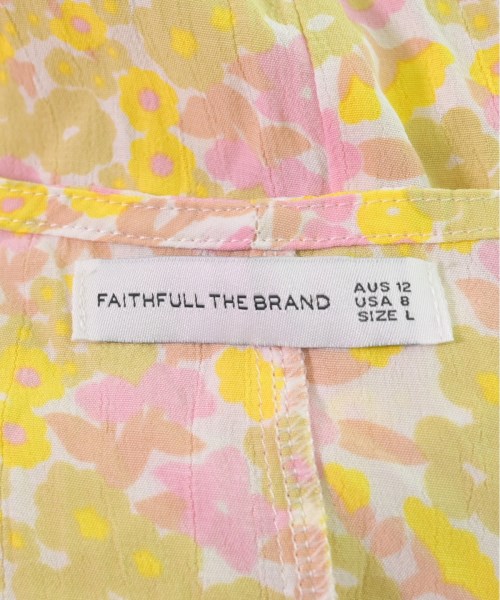 FAITHFULL THE BRAND
AUS 12
USA 8
SIZE L